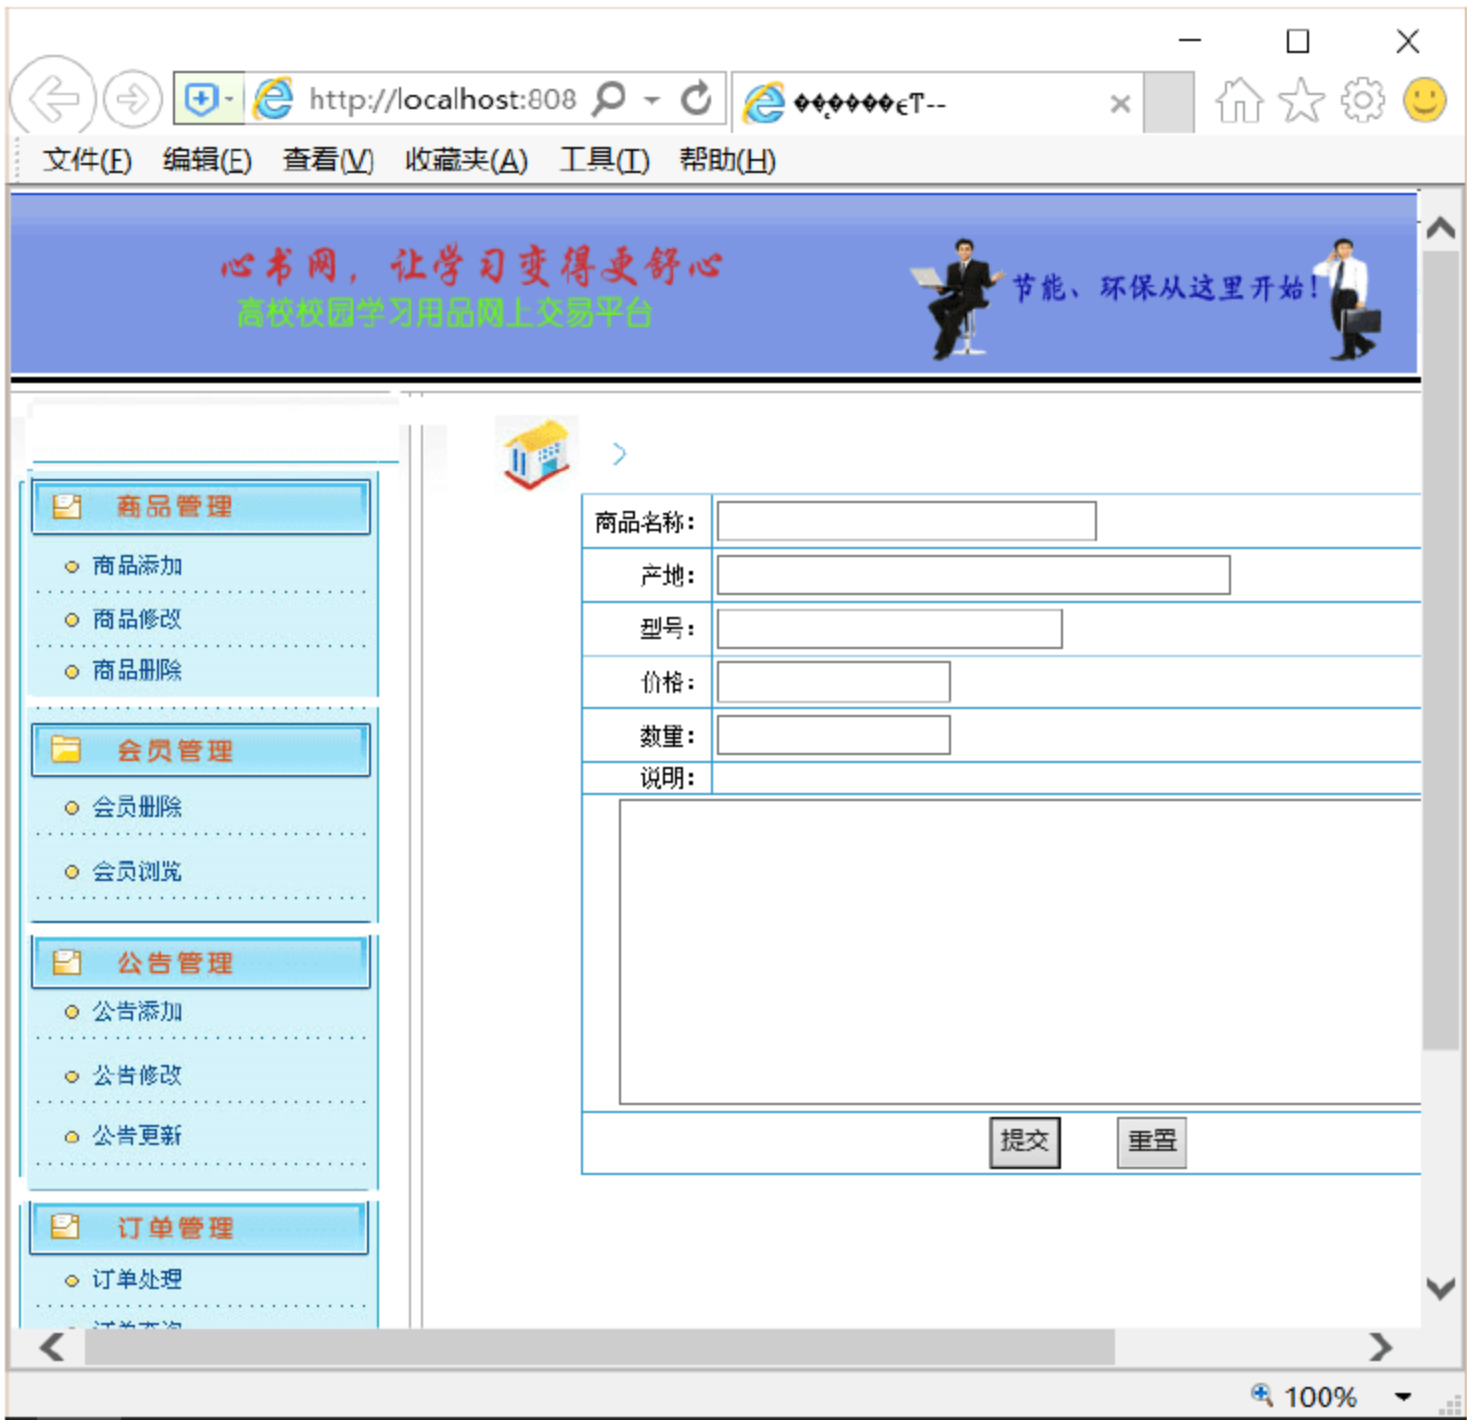 http://localhost:808
文件(F) 编辑(E) 查看(V) 收藏夹(A) 工具(T) 帮助(H)
心书网，让学习变得更舒心
高校校园学习用品网上交易平台
节能、环保从这里开始!
商品管理
商品添加
商品修改
商品删除
会员管理
会员删除
会员浏览
公告管理
公告添加
公告修改
公告更新
订单管理
订单处理
商品名称：
产地：
型号：
价格：
数量：
说明：
提交 重置
100%